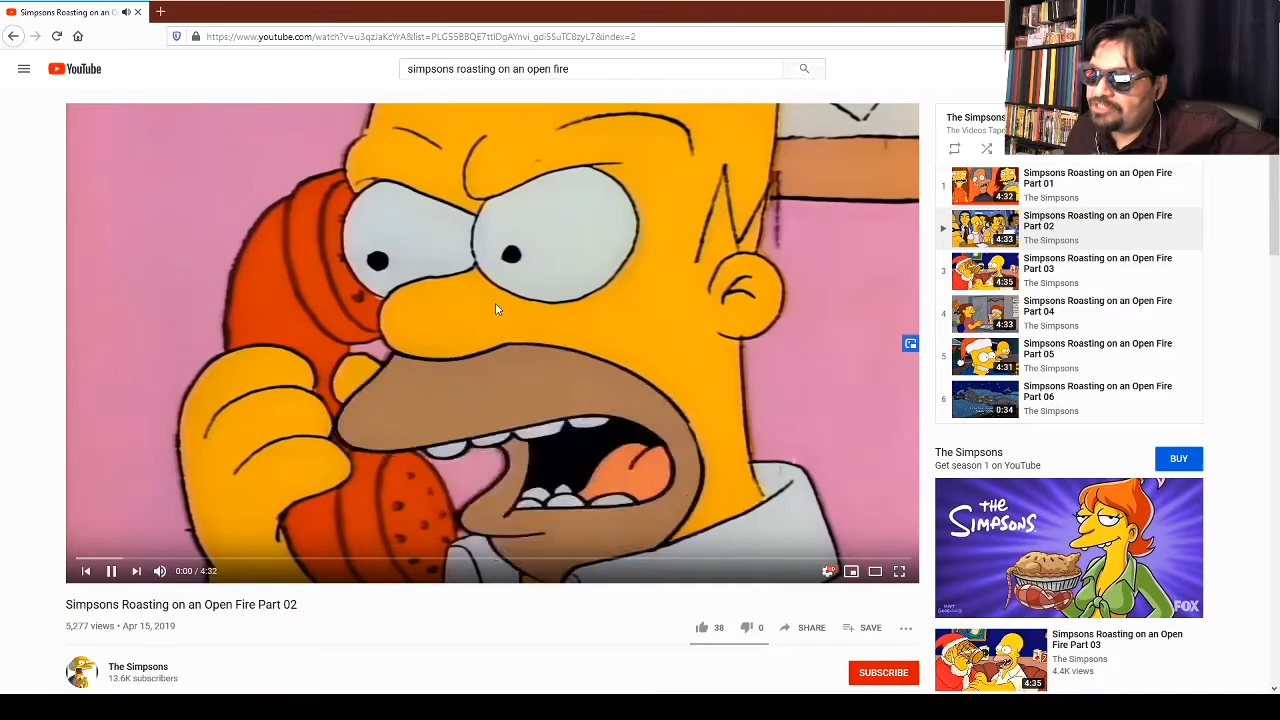 Simpsons Roasting on an O
https://www.youtube.com/watch?v=u3qzJaKcYrA&list=PLG55BBQE7ttlDgAYnvi_gdi5SuTC8zyL7&index=2
YouTube
simpsons roasting on an open fire
The Simpsons
The Videos Tape
1
Simpsons Roasting on an Open Fire
Part 01
The Simpsons
4:32
Simpsons Roasting on an Open Fire
Part 02
The Simpsons
4:33
3
Simpsons Roasting on an Open Fire
Part 03
The Simpsons
4:35
4
Simpsons Roasting on an Open Fire
Part 04
The Simpsons
4:33
5
Simpsons Roasting on an Open Fire
Part 05
The Simpsons
4:31
6
Simpsons Roasting on an Open Fire
Part 06
The Simpsons
0:34
The Simpsons
Get season 1 on YouTube
BUY
THE
SIMPSONS
MATT GROENING
FOX
0:00 / 4:32
HD
Simpsons Roasting on an Open Fire Part 02
5,277 views • Apr 15, 2019
38
0
SHARE
SAVE
The Simpsons
13.6K subscribers
SUBSCRIBE
Simpsons Roasting on an Open
Fire Part 03
The Simpsons
4.4K views
4:35